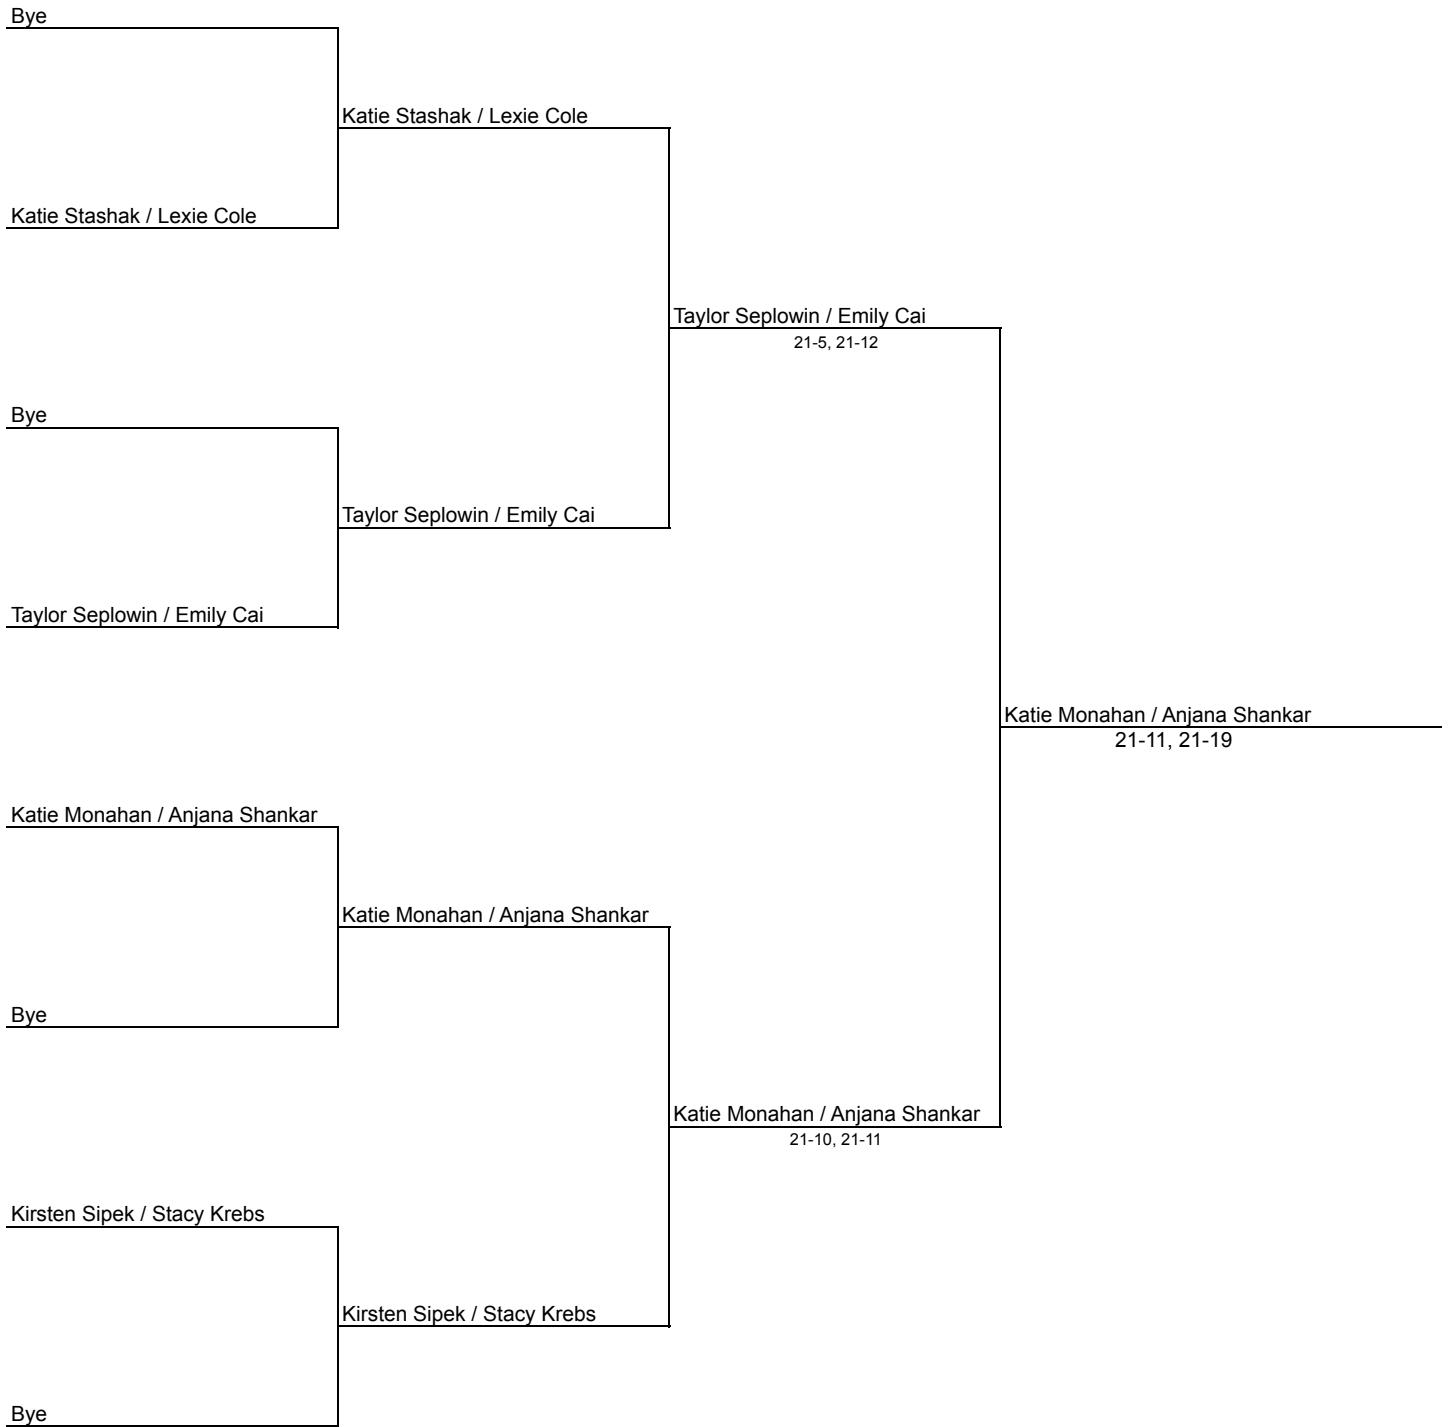 Bye
Katie Stashak / Lexie Cole
Katie Stashak / Lexie Cole
Taylor Seplowin / Emily Cai
21-5, 21-12
Bye
Taylor Seplowin / Emily Cai
Taylor Seplowin / Emily Cai
Katie Monahan / Anjana Shankar
21-11, 21-19
Katie Monahan / Anjana Shankar
Katie Monahan / Anjana Shankar
Bye
Katie Monahan / Anjana Shankar
21-10, 21-11
Kirsten Sipek / Stacy Krebs
Kirsten Sipek / Stacy Krebs
Bye